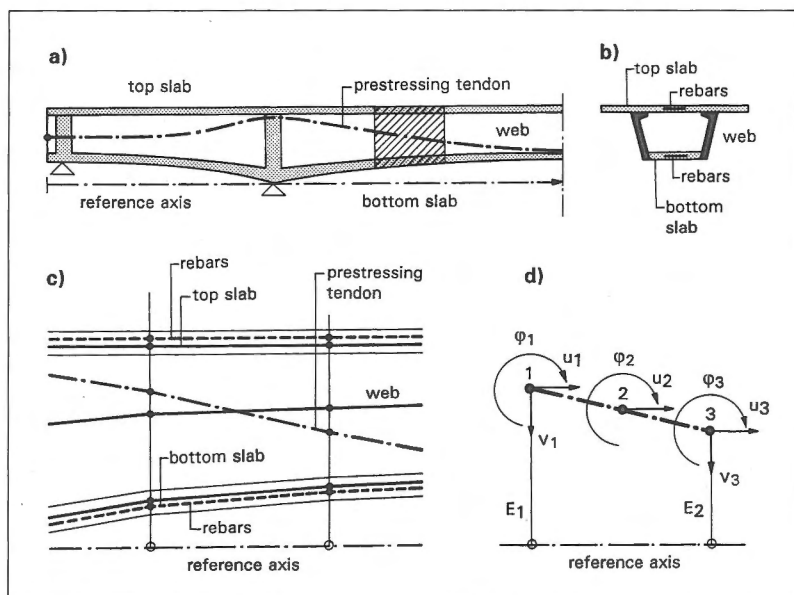 a)
top slab
prestressing tendon
web
reference axis
bottom slab
b)
top slab
rebars
web
rebars
bottom
slab
c)
rebars
top slab
prestressing
tendon
web
bottom slab
rebars
reference axis
d)
φ1
u1
1
φ2
u2
2
φ3
u3
3
v1
v3
E1
E2
reference axis